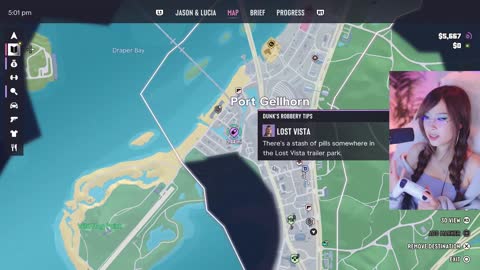 5:01 pm
L1
JASON & LUCIA
MAP
BRIEF
PROGRESS
R1
$5,567
$0
Draper Bay
Port Gellhorn
DUNK'S ROBBERY TIPS
LOST VISTA
There's a stash of pills somewhere in
the Lost Vista trailer park.
3D VIEW
ADD MARKER
REMOVE DESTINATION
EXIT